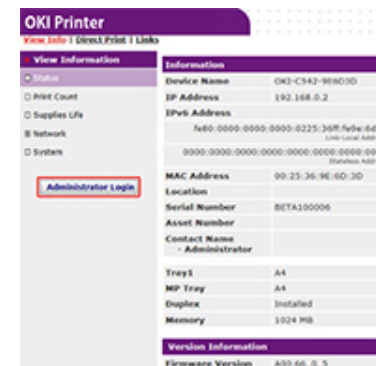 OKI Printer
View Info | Direct Print | Links
View Information
Status
Print Count
Supplies Life
Network
System
Administrator Login
Information
Device Name OKI-C542-9E6D3D
IP Address 192.168.0.2
IPv6 Address
fe80:0000:0000:0000:0225:36ff:fe9e:6d
Link-Local Add
0000:0000:0000:0000:0000:0000:0000:00
Stateless Add
MAC Address 00:25:36:9E:6D:3D
Location
Serial Number BETA100006
Asset Number
Contact Name
- Administrator
Tray1 A4
MP Tray A4
Duplex Installed
Memory 1024 MB
Version Information
Firmware Version A00.66_0_5